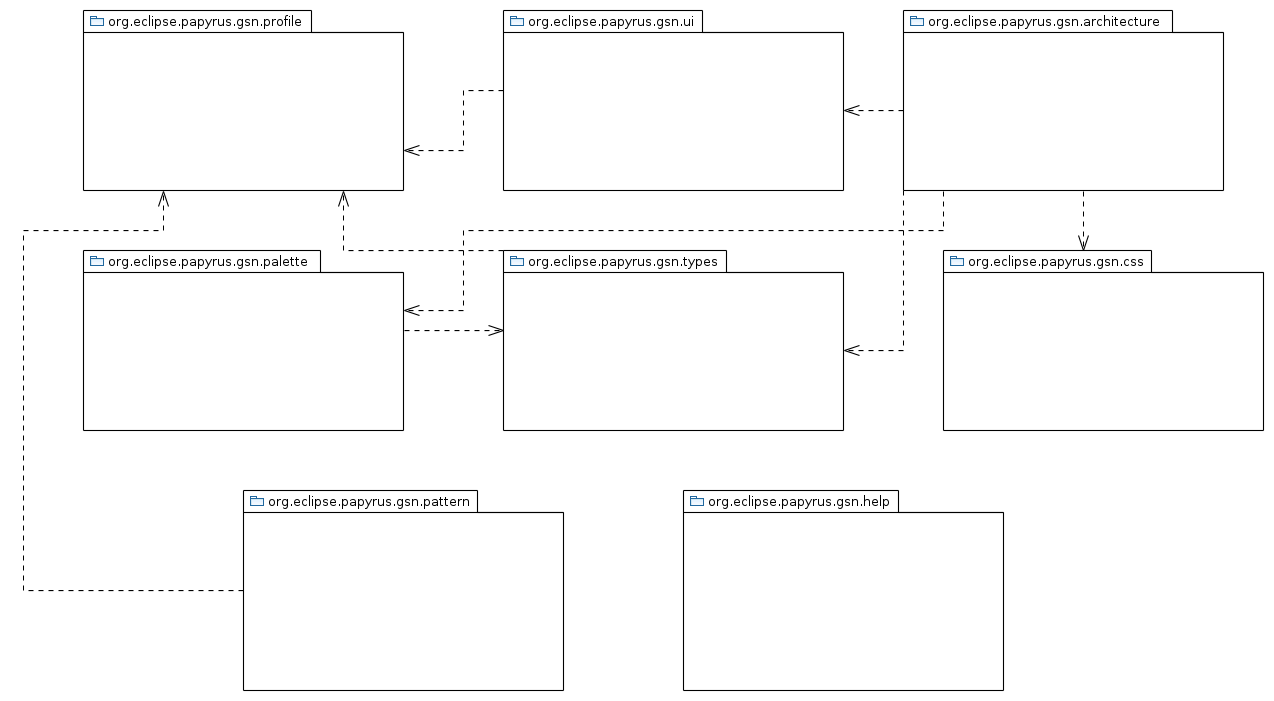 org.eclipse.papyrus.gsn.profile
org.eclipse.papyrus.gsn.ui
org.eclipse.papyrus.gsn.architecture
org.eclipse.papyrus.gsn.palette
org.eclipse.papyrus.gsn.types
org.eclipse.papyrus.gsn.css
org.eclipse.papyrus.gsn.pattern
org.eclipse.papyrus.gsn.help